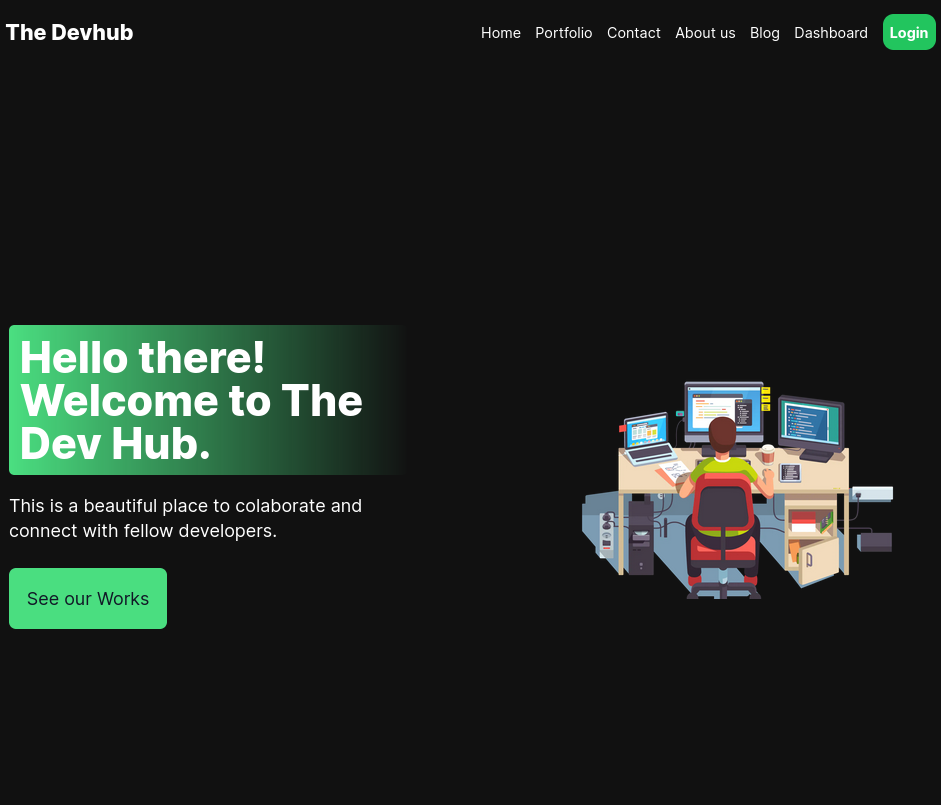 The Devhub
Home Portfolio Contact About us Blog Dashboard Login
Hello there!
Welcome to The
Dev Hub.
This is a beautiful place to colaborate and
connect with fellow developers.
See our Works